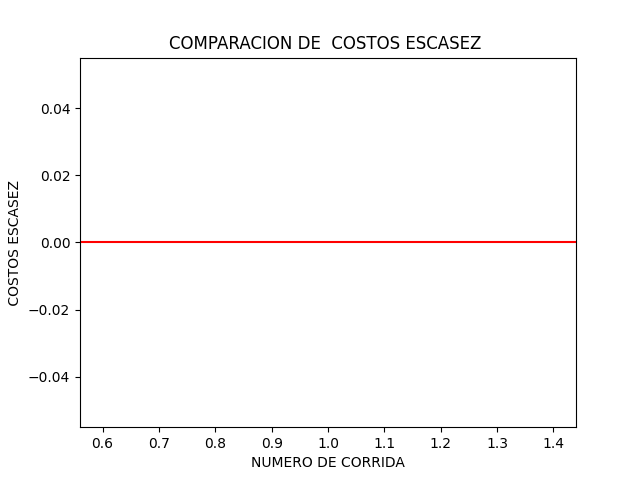 COMPARACION DE  COSTOS ESCASEZ
COSTOS ESCASEZ
0.04
0.02
0.00
−0.02
−0.04
0.6 0.7 0.8 0.9 1.0 1.1 1.2 1.3 1.4
NUMERO DE CORRIDA